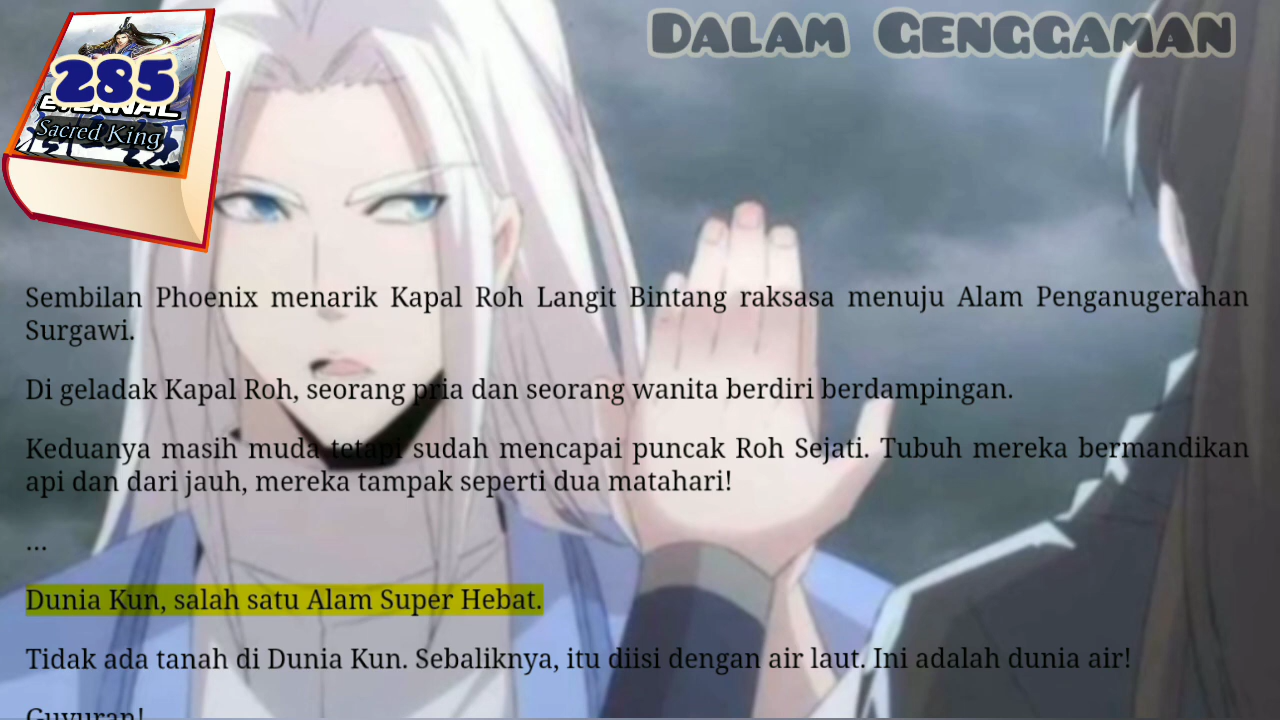 Dalam Genggaman
285
ETERNAL
Sacred King
Sembilan Phoenix menarik Kapal Roh Langit Bintang raksasa menuju Alam Penganugerahan
Surgawi.
Di geladak Kapal Roh, seorang pria dan seorang wanita berdiri berdampingan.
Keduanya masih muda tetapi sudah mencapai puncak Roh Sejati. Tubuh mereka bermandikan
api dan dari jauh, mereka tampak seperti dua matahari!
...
Dunia Kun, salah satu Alam Super Hebat.
Tidak ada tanah di Dunia Kun. Sebaliknya, itu diisi dengan air laut. Ini adalah dunia air!
Guyuran!